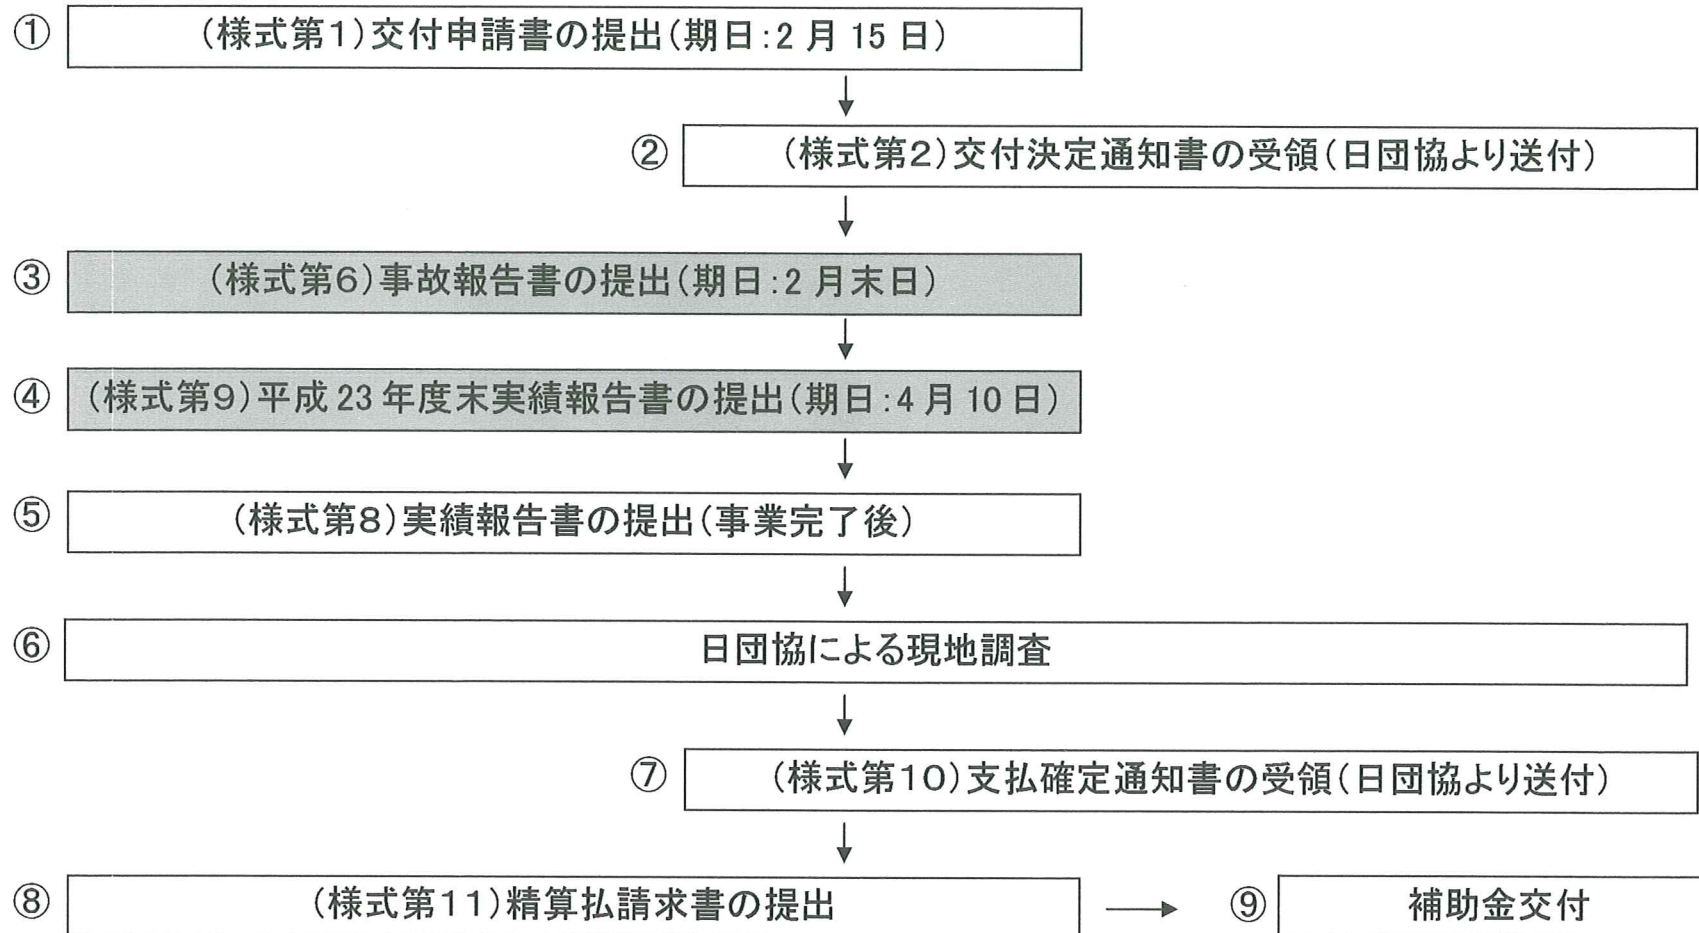 ① (様式第1)交付申請書の提出(期日:2月15日)
② (様式第2)交付決定通知書の受領(日団協より送付)
③ (様式第6)事故報告書の提出(期日:2月末日)
④ (様式第9)平成23年度末実績報告書の提出(期日:4月10日)
⑤ (様式第8)実績報告書の提出(事業完了後)
⑥ 日団協による現地調査
⑦ (様式第10)支払確定通知書の受領(日団協より送付)
⑧ (様式第11)精算払請求書の提出 ⑨ 補助金交付